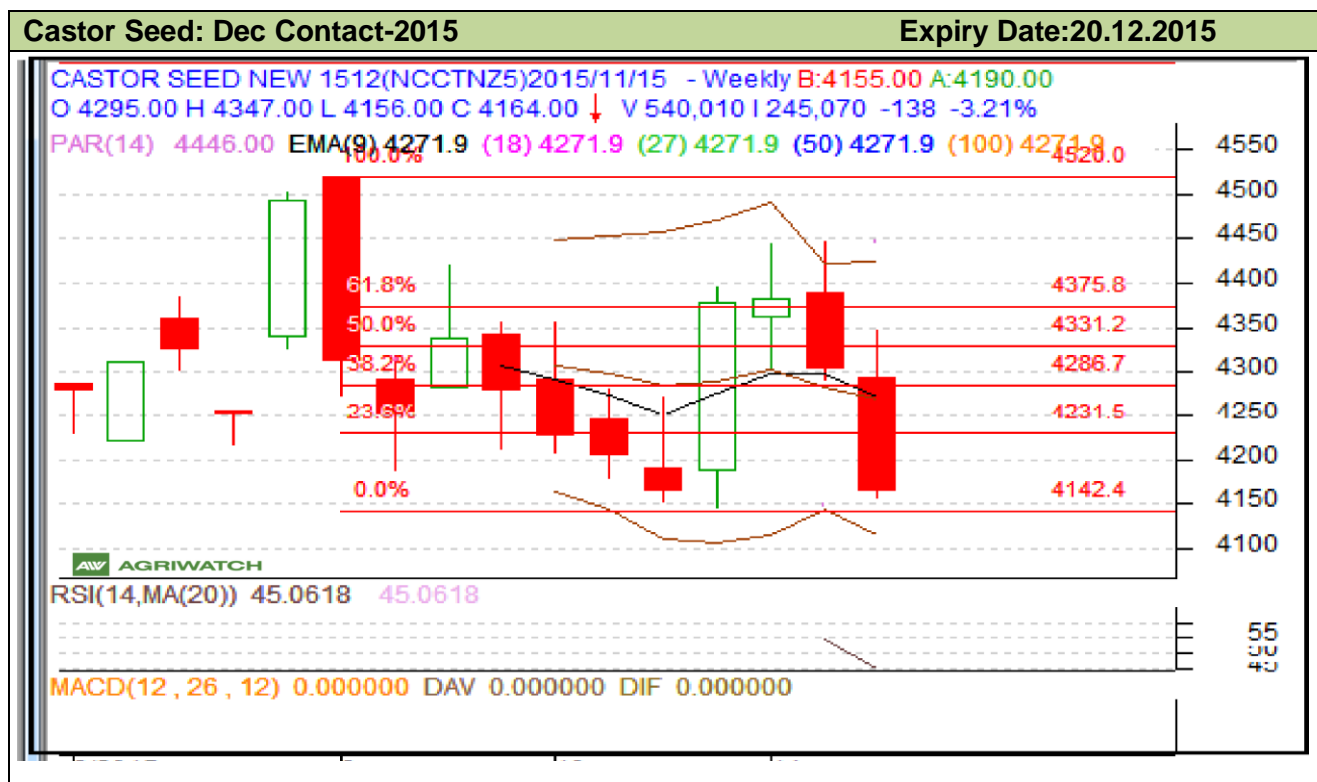 Castor Seed: Dec Contact-2015 Expiry Date:20.12.2015
CASTOR SEED NEW 1512(NCCTNZ5)2015/11/15 - Weekly B:4155.00 A:4190.00
O 4295.00 H 4347.00 L 4156.00 C 4164.00 V 540,010 I 245,070 -138 -3.21%
PAR(14) 4446.00 EMA(9) 4271.9 (18) 4271.9 (27) 4271.9 (50) 4271.9 (100) 4271.9
4550
100.0% 4520.0
4500
4450
4400
61.8% 4375.8
4350
50.0% 4331.2
4300
38.2% 4286.7
4250
23.6% 4231.5
4200
4150
0.0% 4142.4
4100
AW AGRIWATCH
RSI(14,MA(20)) 45.0618 45.0618
55
45
MACD(12 , 26 , 12) 0.000000 DAV 0.000000 DIF 0.000000